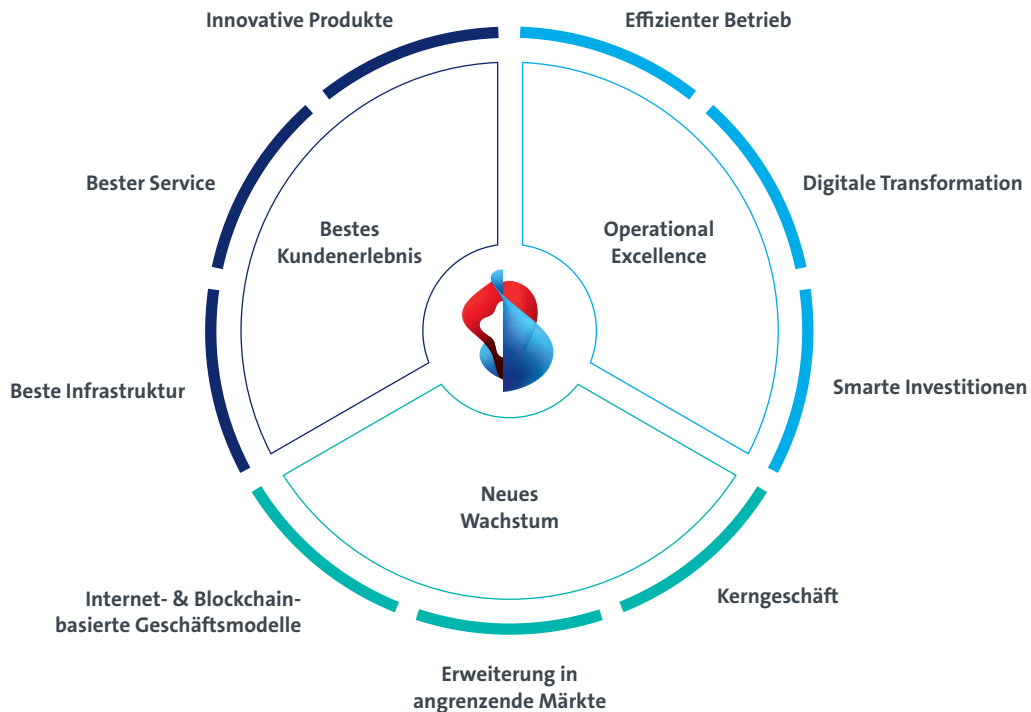 Innovative Produkte
Effizienter Betrieb
Bester Service
Digitale Transformation
Bestes
Kundenerlebnis
Operational
Excellence
Beste Infrastruktur
Smarte Investitionen
Neues
Wachstum
Internet- & Blockchain-
basierte Geschäftsmodelle
Kerngeschäft
Erweiterung in
angrenzende Märkte